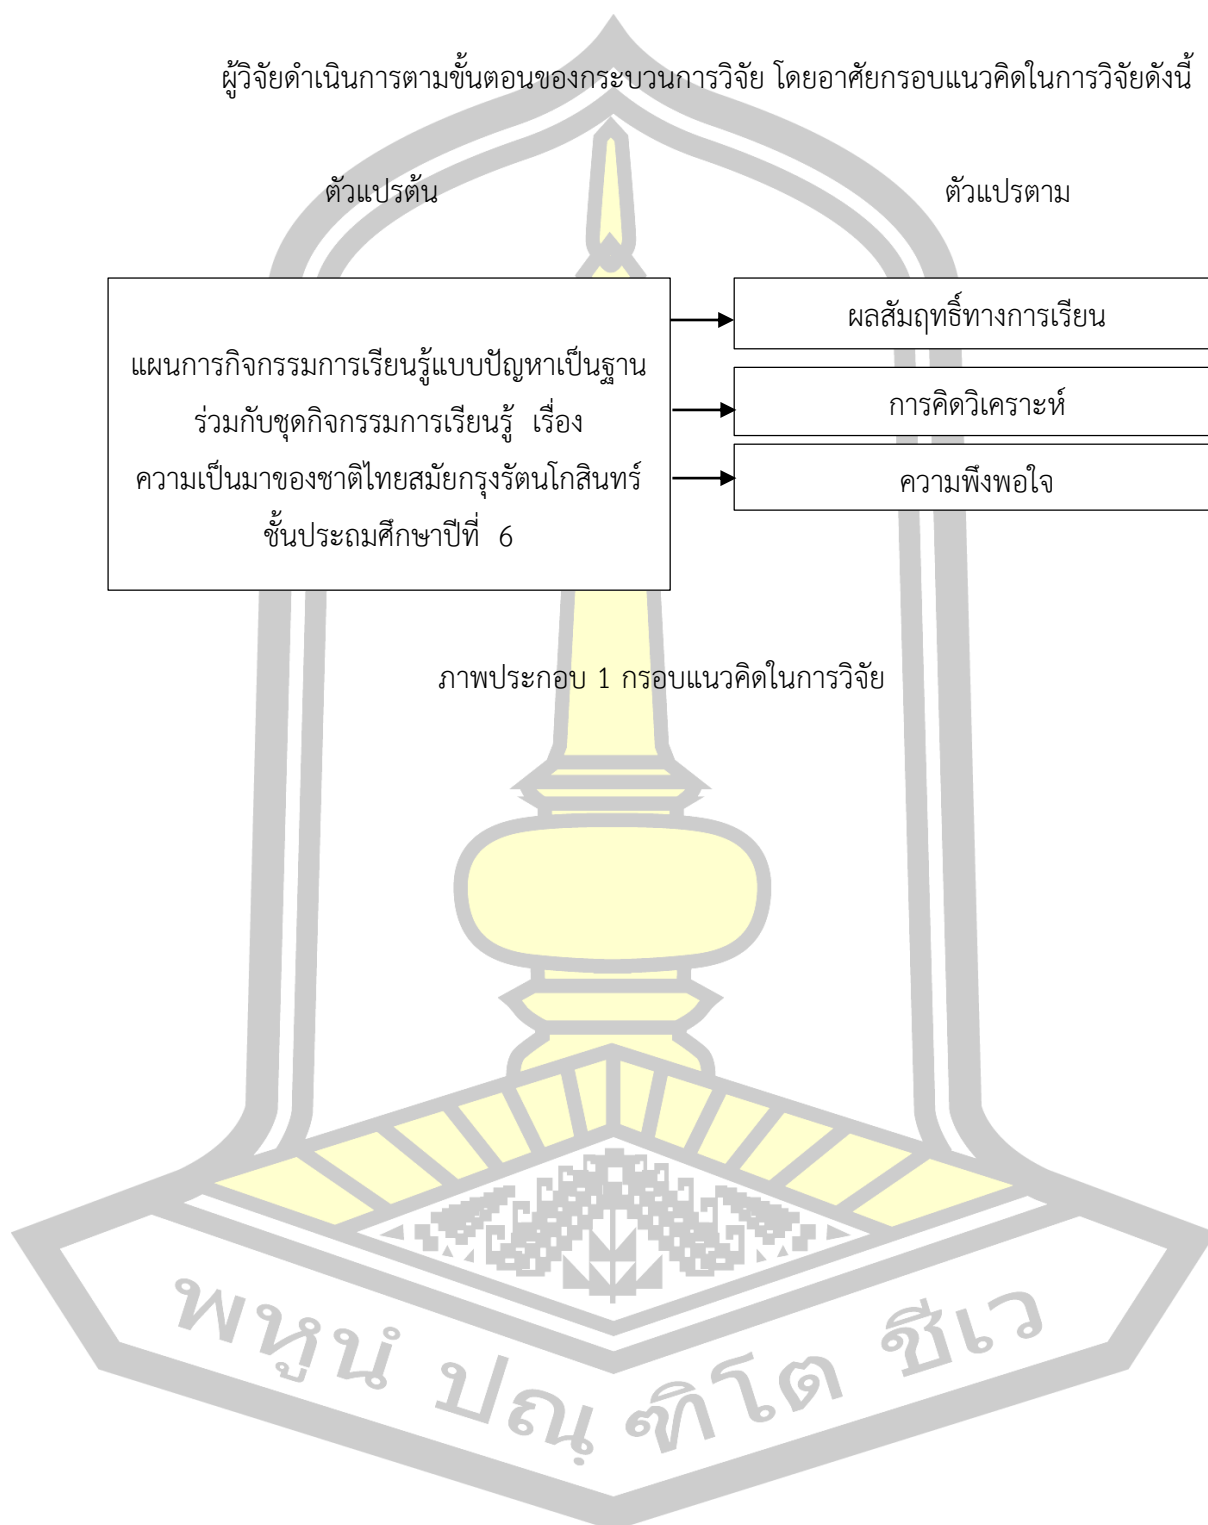 ผู้วิจัยดำเนินการตามขั้นตอนของกระบวนการวิจัย โดยอาศัยกรอบแนวคิดในการวิจัยดังนี้
ตัวแปรต้น
ตัวแปรตาม
แผนการกิจกรรมการเรียนรู้แบบปัญหาเป็นฐาน
ร่วมกับชุดกิจกรรมการเรียนรู้ เรื่อง
ความเป็นมาของชาติไทยสมัยกรุงรัตนโกสินทร์
ชั้นประถมศึกษาปีที่ 6
ผลสัมฤทธิ์ทางการเรียน
การคิดวิเคราะห์
ความพึงพอใจ
ภาพประกอบ 1 กรอบแนวคิดในการวิจัย
พหูนํ ปณฺฑิโต ชีเว